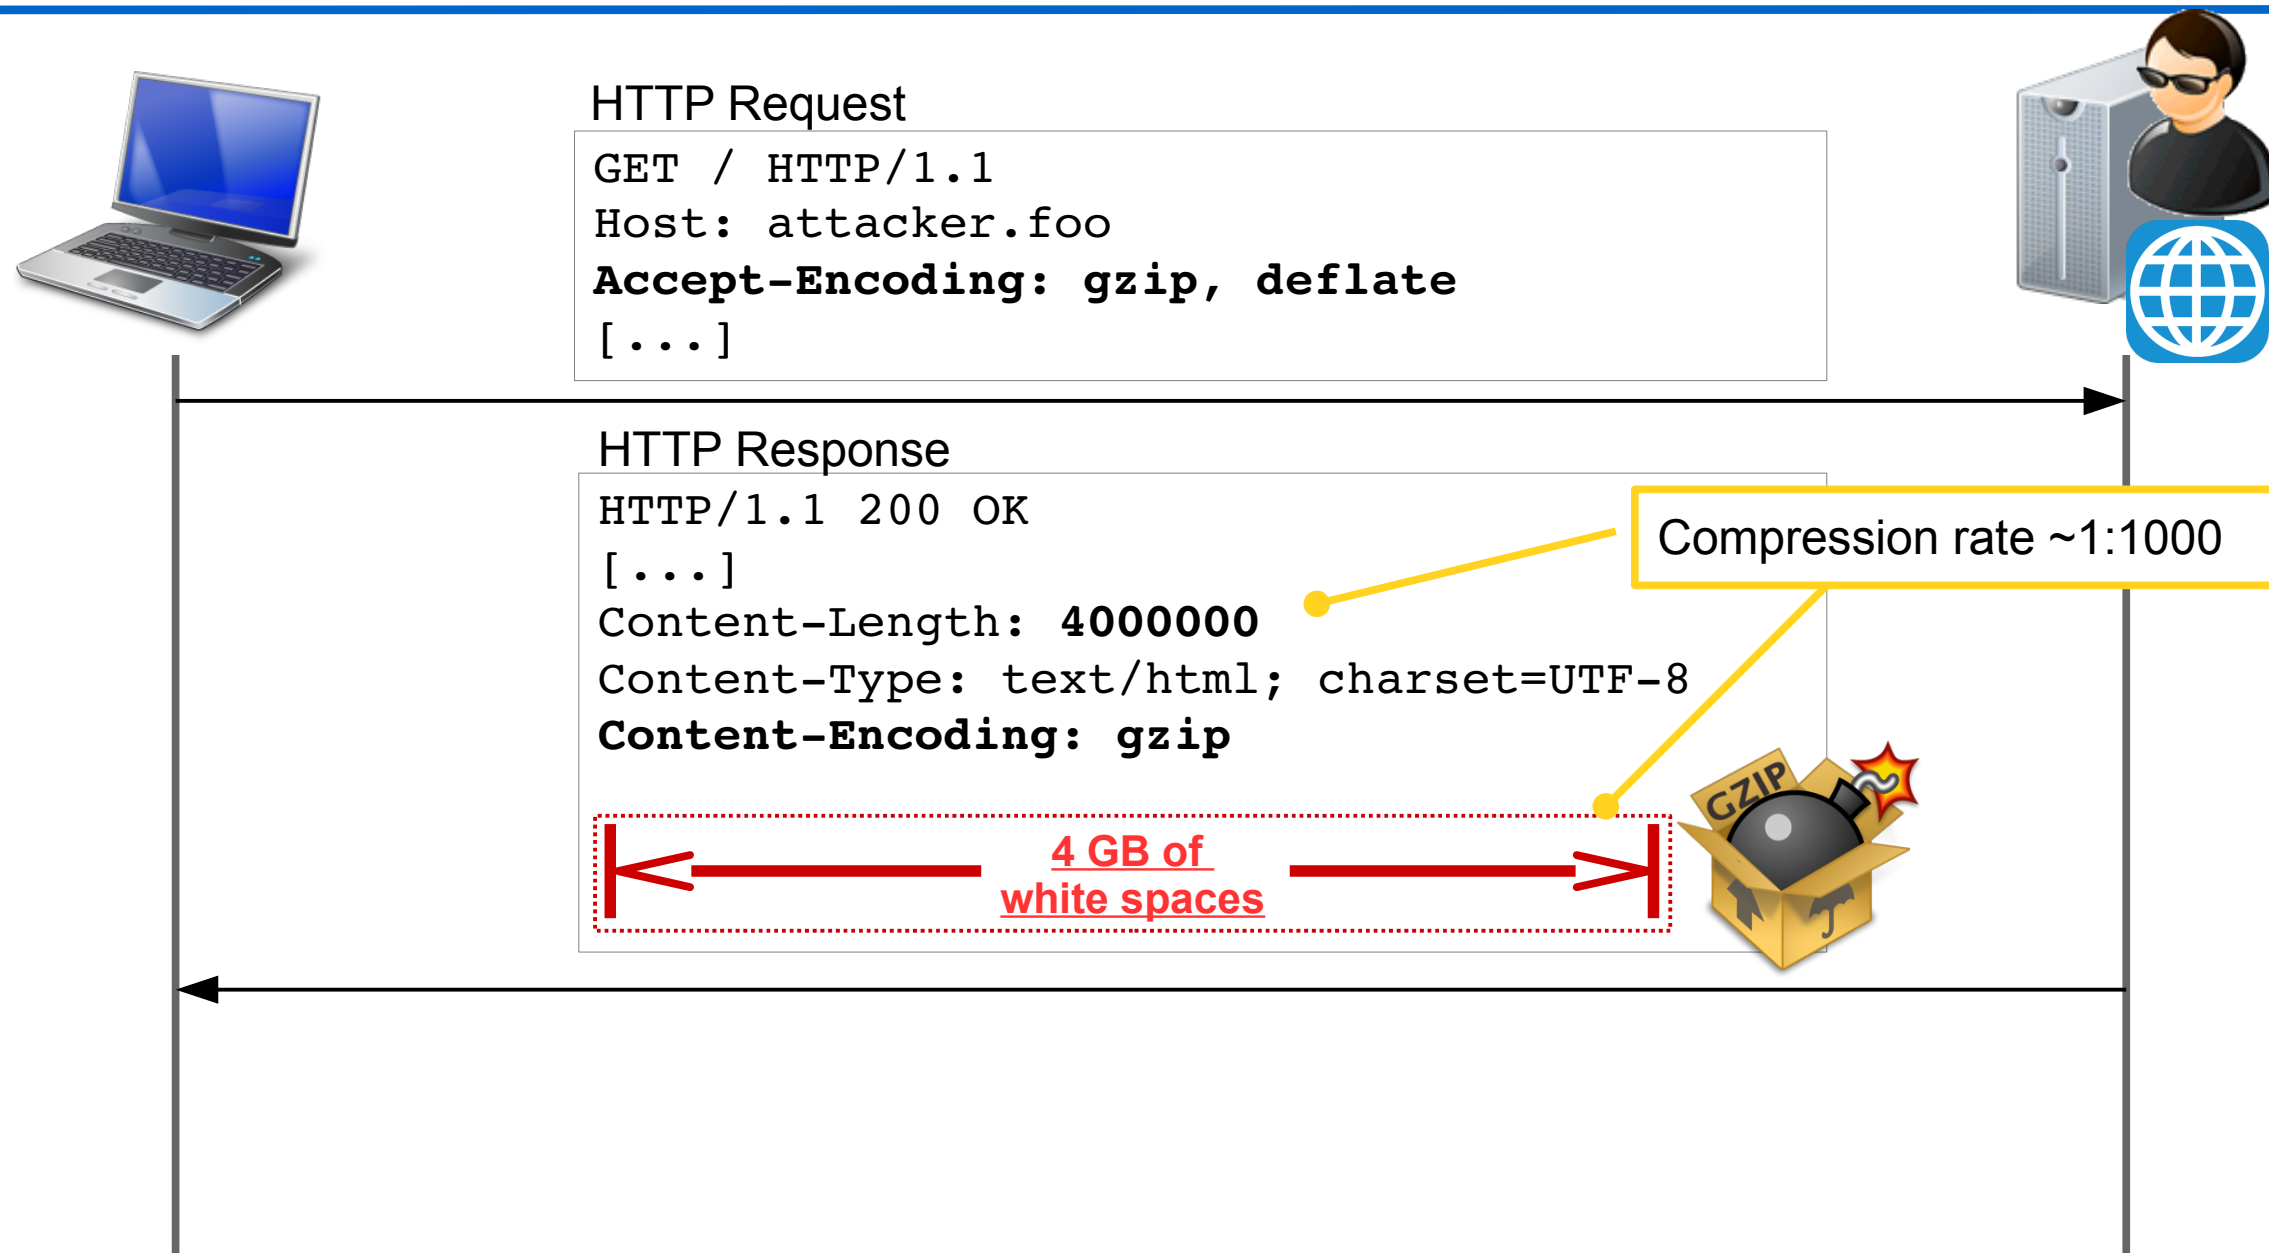 HTTP Request
GET / HTTP/1.1
Host: attacker.foo
Accept-Encoding: gzip, deflate
[...]
HTTP Response
HTTP/1.1 200 OK
[...]
Compression rate ~1:1000
Content-Length: 4000000
Content-Type: text/html; charset=UTF-8
Content-Encoding: gzip
GZIP
4 GB of
white spaces